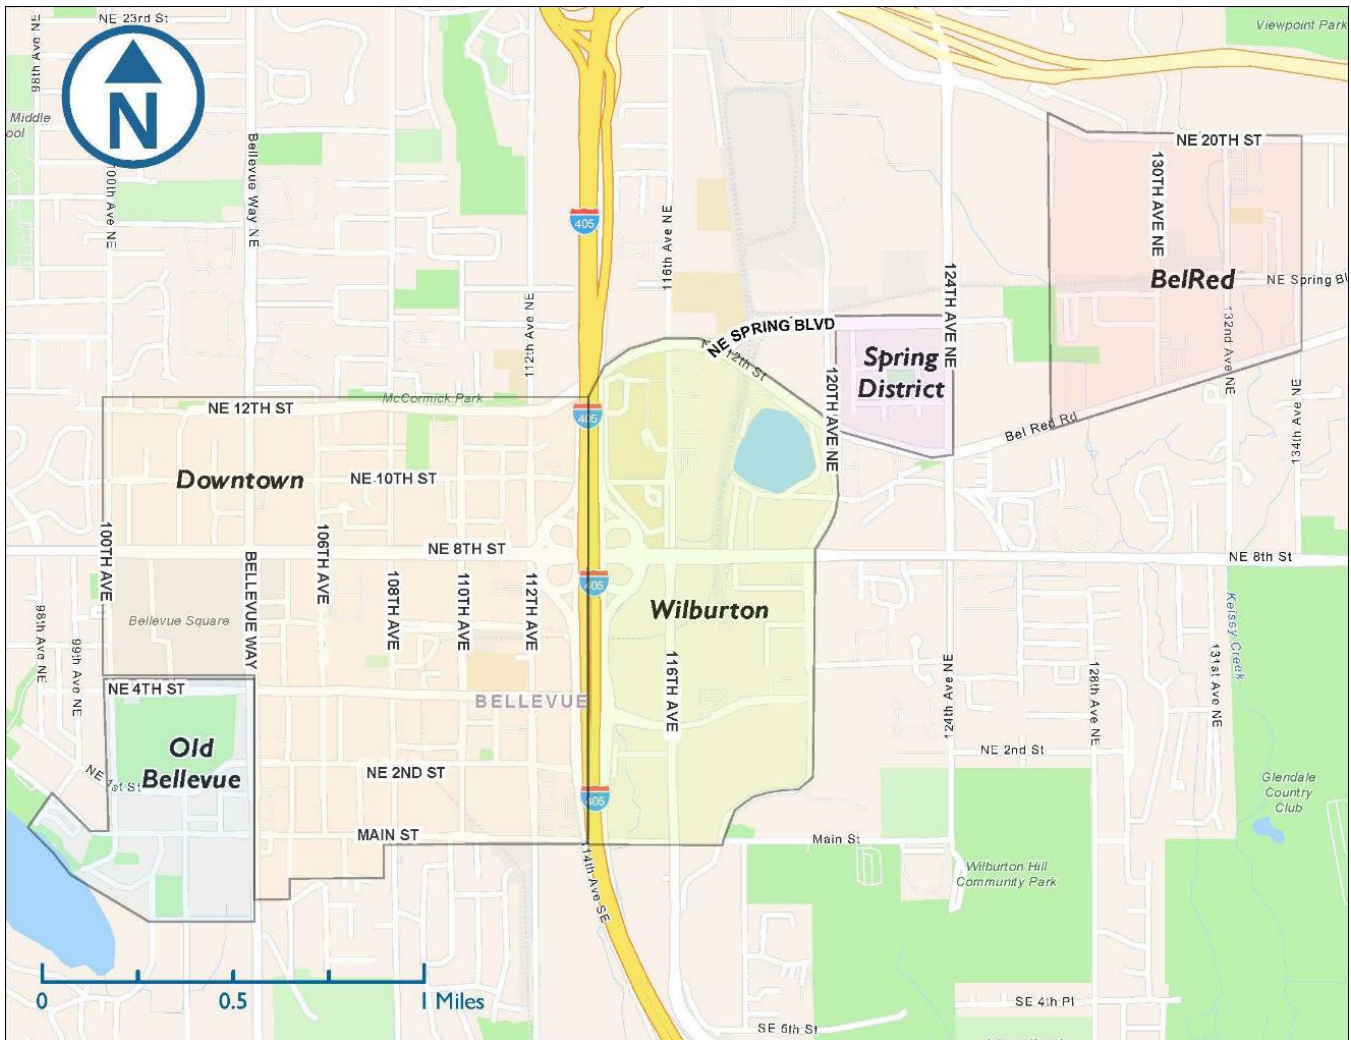 NE 23rd St
98th Ave NE
Viewpoint Park
Middle
ool
N
100th Ave NE
Bellevue Way NE
NE 20TH ST
130TH AVE NE
405
116th Ave NE
BelRed
NE Spring Bl
124TH AVE NE
132nd Ave NE
112th Ave NE
NE SPRING BLVD
12th St
Spring
District
120TH AVE NE
134th Ave NE
McCormick Park
NE 12TH ST
405
Bel Red Rd
Downtown
NE 10TH ST
100TH AVE
106TH AVE
NE 8TH ST
NE 8th St
BELLEVUE WAY
108TH AVE
110TH AVE
112TH AVE
405
Wilburton
Bellevue Square
98th Ave NE
99th Ave NE
Kelsey Creek
116TH AVE
124th Ave NE
128th Ave NE
131st Ave NE
NE 4TH ST
BELLEVUE
Old
Bellevue
NE 1st St
NE 2ND ST
NE 2nd St
405
Glendale
Country
Club
MAIN ST
Main St
114th Ave SE
Wilburton Hill
Community Park
0 0.5 1 Miles
SE 4th Pl
SE 5th St